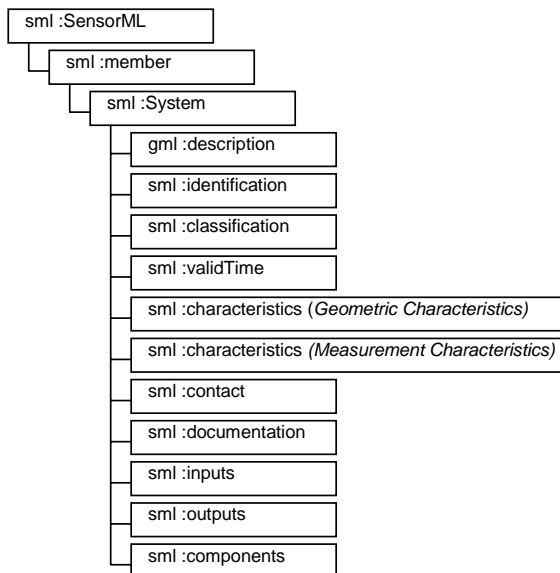 sml :SensorML
sml :member
sml :System
gml :description
sml :identification
sml :classification
sml :validTime
sml :characteristics (Geometric Characteristics)
sml :characteristics (Measurement Characteristics)
sml :contact
sml :documentation
sml :inputs
sml :outputs
sml :components